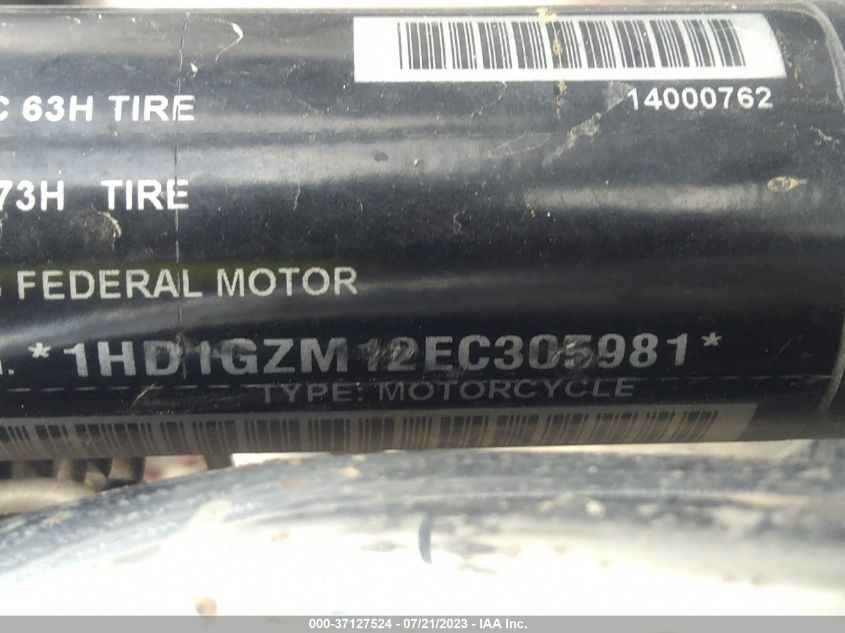 C 63H TIRE
14000762
73H TIRE
FEDERAL MOTOR
. *1HD1GZM12EC305981*
TYPE: MOTORCYCLE
000-37127524 - 07/21/2023 - IAA Inc.